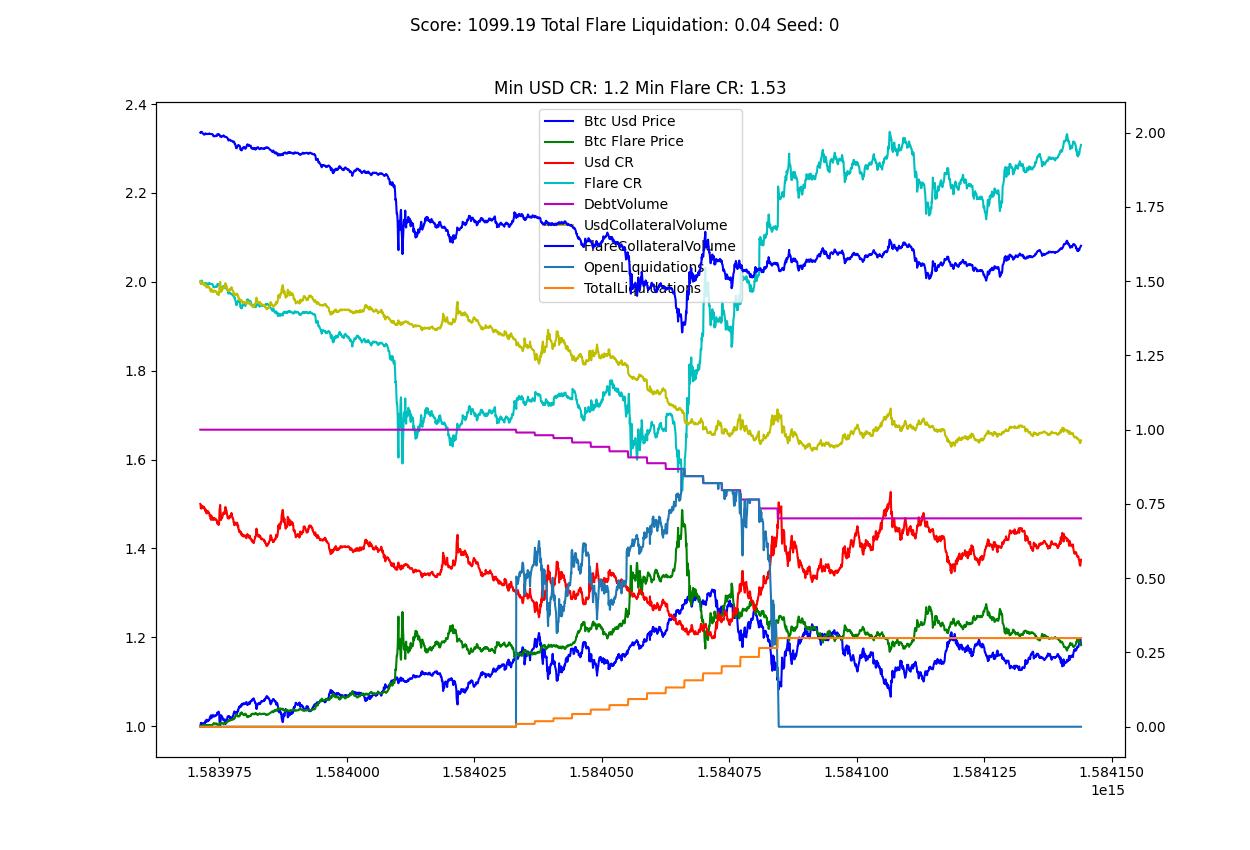 Score: 1099.19 Total Flare Liquidation: 0.04 Seed: 0
Min USD CR: 1.2 Min Flare CR: 1.53
2.4
2.2
2.0
1.8
1.6
1.4
1.2
1.0
Btc Usd Price
Btc Flare Price
Usd CR
Flare CR
DebtVolume
UsdCollateralVolume
FlareCollateralVolume
OpenLiquidations
TotalLiquidations
2.00
1.75
1.50
1.25
1.00
0.75
0.50
0.25
0.00
1.583975 1.584000 1.584025 1.584050 1.584075 1.584100 1.584125 1.584150
1e15